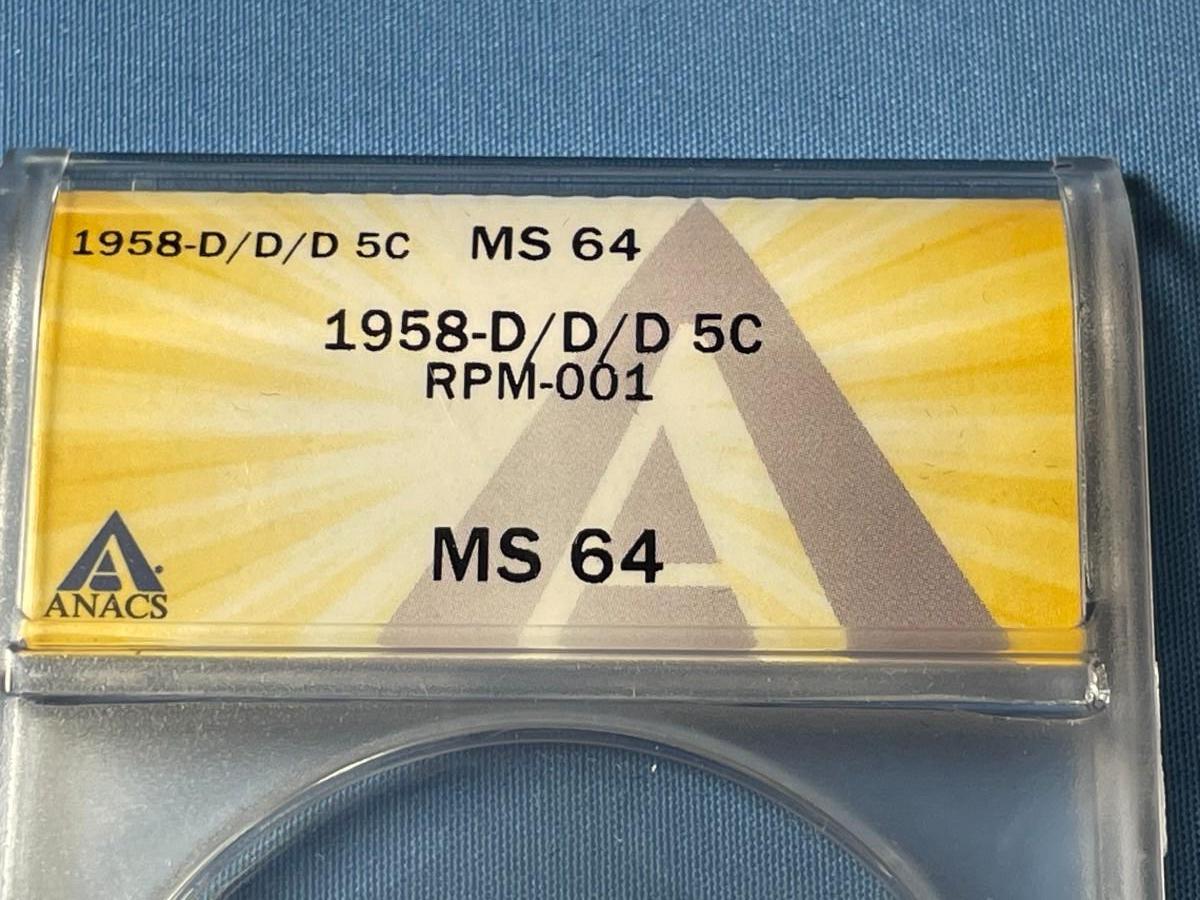 1958-D/D/D 5C MS 64
1958-D/D/D 5C
RPM-001
MS 64
ANACS